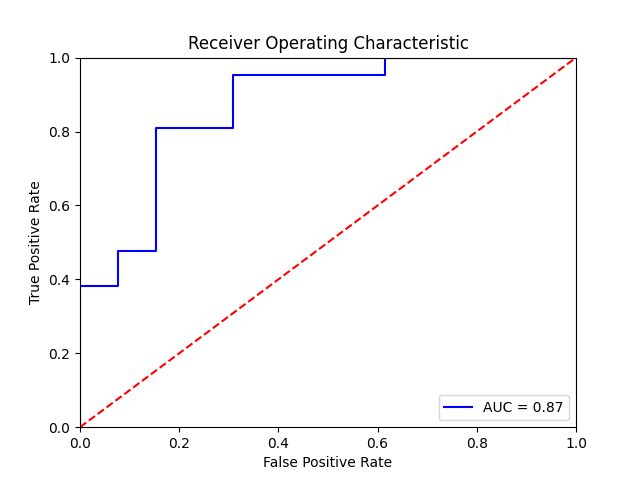 Receiver Operating Characteristic
1.0
0.8
0.6
0.4
0.2
0.0
True Positive Rate
AUC = 0.87
0.0 0.2 0.4 0.6 0.8 1.0
False Positive Rate